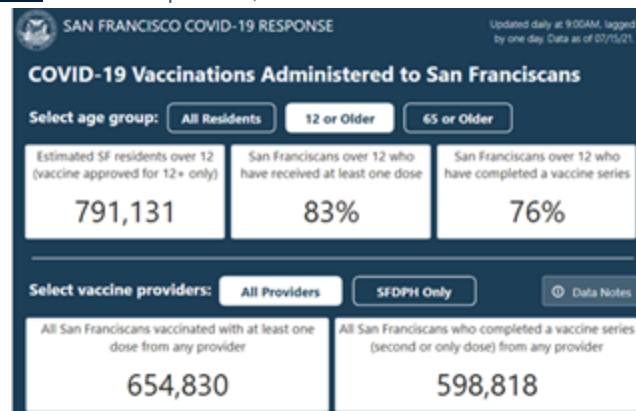 SAN FRANCISCO COVID-19 RESPONSE
Updated daily at 9:00AM, lagged
by one day. Data as of 07/15/21.
COVID-19 Vaccinations Administered to San Franciscans
Select age group: All Residents 12 or Older 65 or Older
Estimated SF residents over 12
(vaccine approved for 12+ only)
791,131
San Franciscans over 12 who
have received at least one dose
83%
San Franciscans over 12 who
have completed a vaccine series
76%
Select vaccine providers: All Providers SFDPH Only Data Notes
All San Franciscans vaccinated with at least one
dose from any provider
654,830
All San Franciscans who completed a vaccine series
(second or only dose) from any provider
598,818